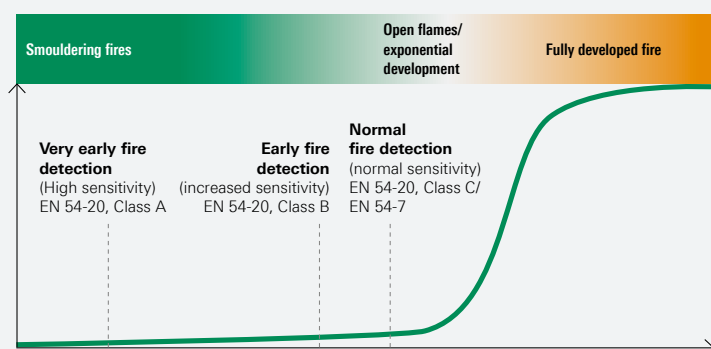 Smouldering fires
Open flames/
exponential
development
Fully developed fire
Very early fire
detection
(High sensitivity)
EN 54-20, Class A
Early fire
detection
(increased sensitivity)
EN 54-20, Class B
Normal
fire detection
(normal sensitivity)
EN 54-20, Class C/
EN 54-7